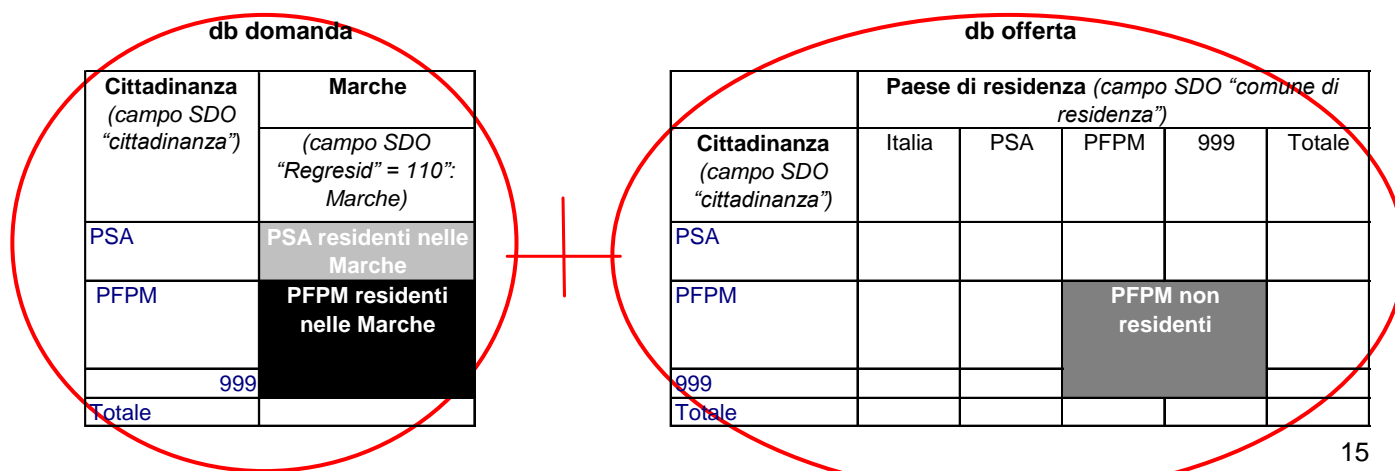 db domanda
Cittadinanza
(campo SDO
“cittadinanza”)
Marche
(campo SDO
“Regresid” = 110”:
Marche)
PSA
PSA residenti nelle
Marche
PFPM
PFPM residenti
nelle Marche
999
Totale
db offerta
Paese di residenza (campo SDO “comune di
residenza”)
Cittadinanza
(campo SDO
“cittadinanza”)
Italia
PSA
PFPM
999
Totale
PSA
PFPM
PFPM non
residenti
999
Totale
15